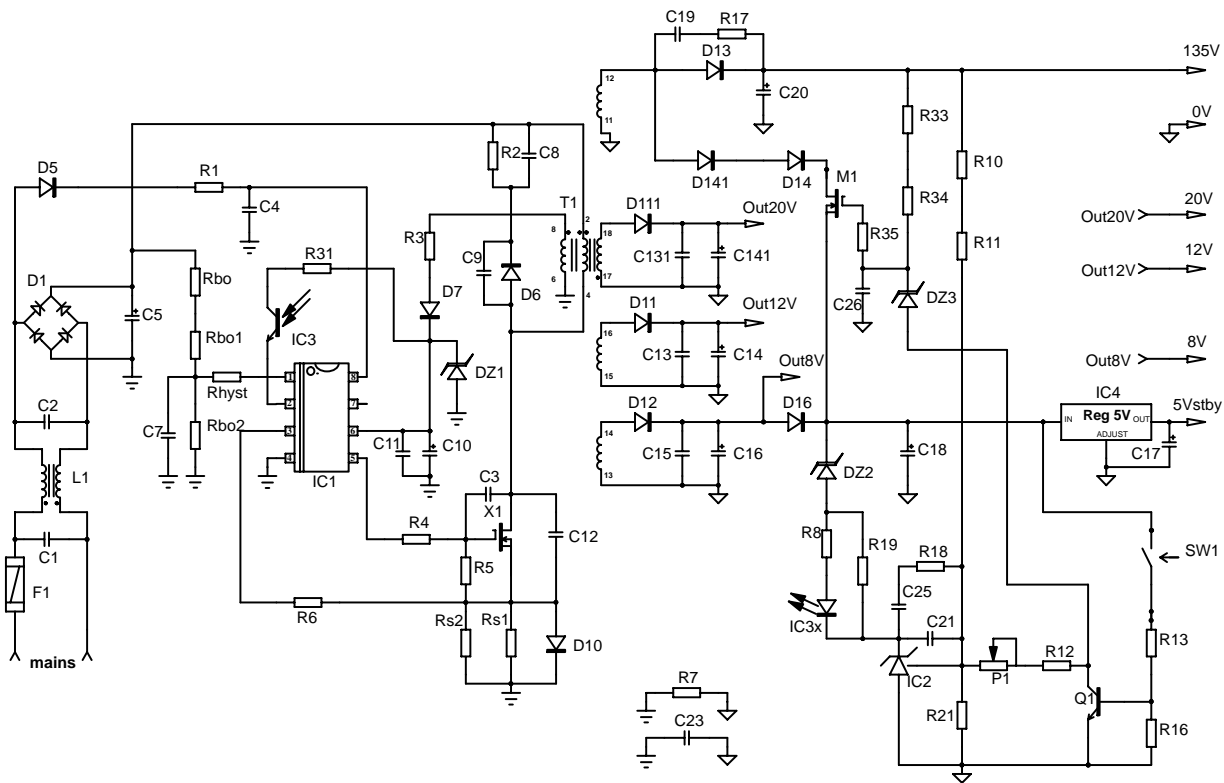 C19
R17
D13
135V
12
11
C20
0V
R33
R2
C8
D5
R1
R10
C4
D141
D14
M1
R34
T1
D111
Out20V
20V
Out20V
R3
8
2
18
R35
R11
R31
Rbo
C9
6
17
4
C131
C141
12V
Out12V
D1
D7
D6
C26
DZ3
C5
D11
Out12V
Rbo1
IC3
16
15
C13
C14
8V
Out8V
DZ1
Out8V
Rhyst
1
8
2
7
3
6
4
5
IC1
D12
D16
IC4
IN
Reg 5V
OUT
ADJUST
5Vstby
C2
C7
Rbo2
C11
C10
14
13
C15
C16
C18
C17
L1
DZ2
C3
X1
R4
C12
C1
R8
R19
R18
SW1
F1
R5
C25
R6
Rs2
Rs1
D10
IC3x
C21
R13
mains
IC2
P1
R12
R7
Q1
R21
R16
C23